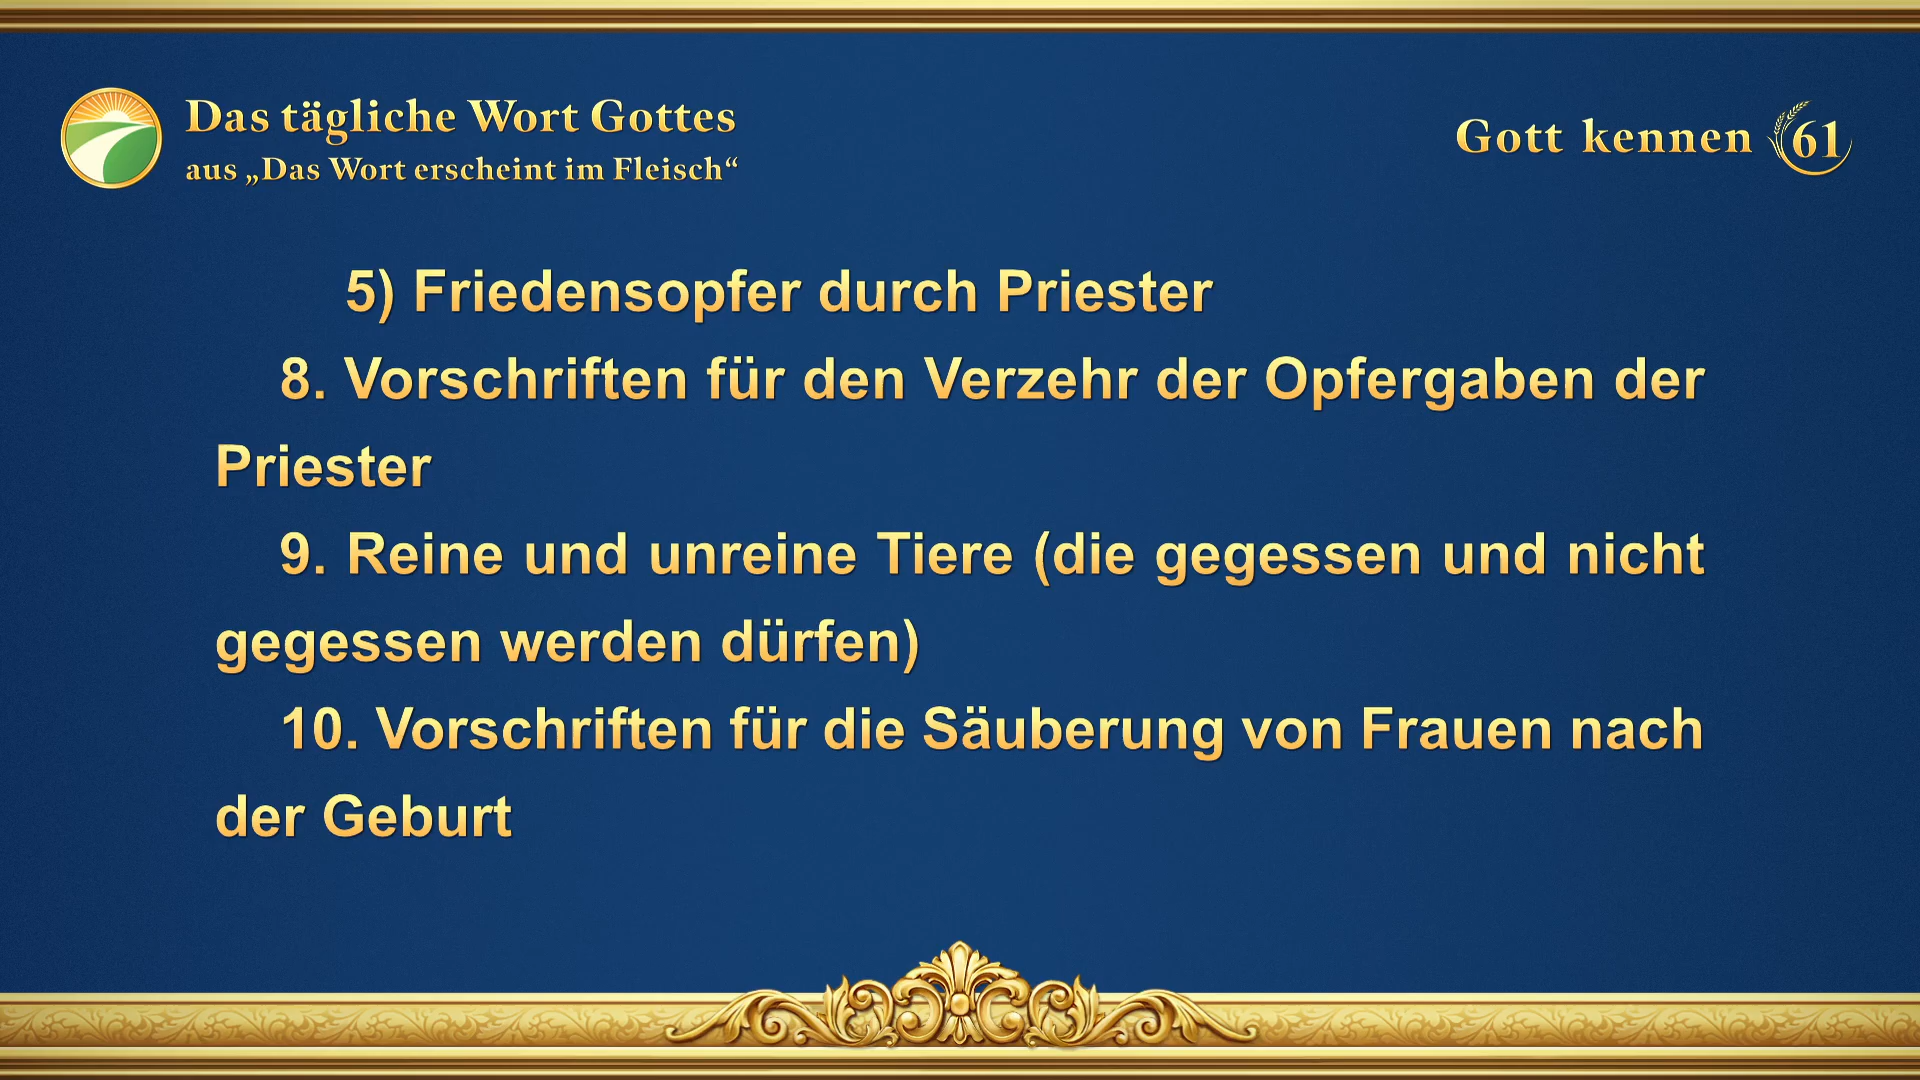 Das tägliche Wort Gottes
aus „Das Wort erscheint im Fleisch“
Gott kennen 61
5) Friedensopfer durch Priester
8. Vorschriften für den Verzehr der Opfergaben der
Priester
9. Reine und unreine Tiere (die gegessen und nicht
gegessen werden dürfen)
10. Vorschriften für die Säuberung von Frauen nach
der Geburt